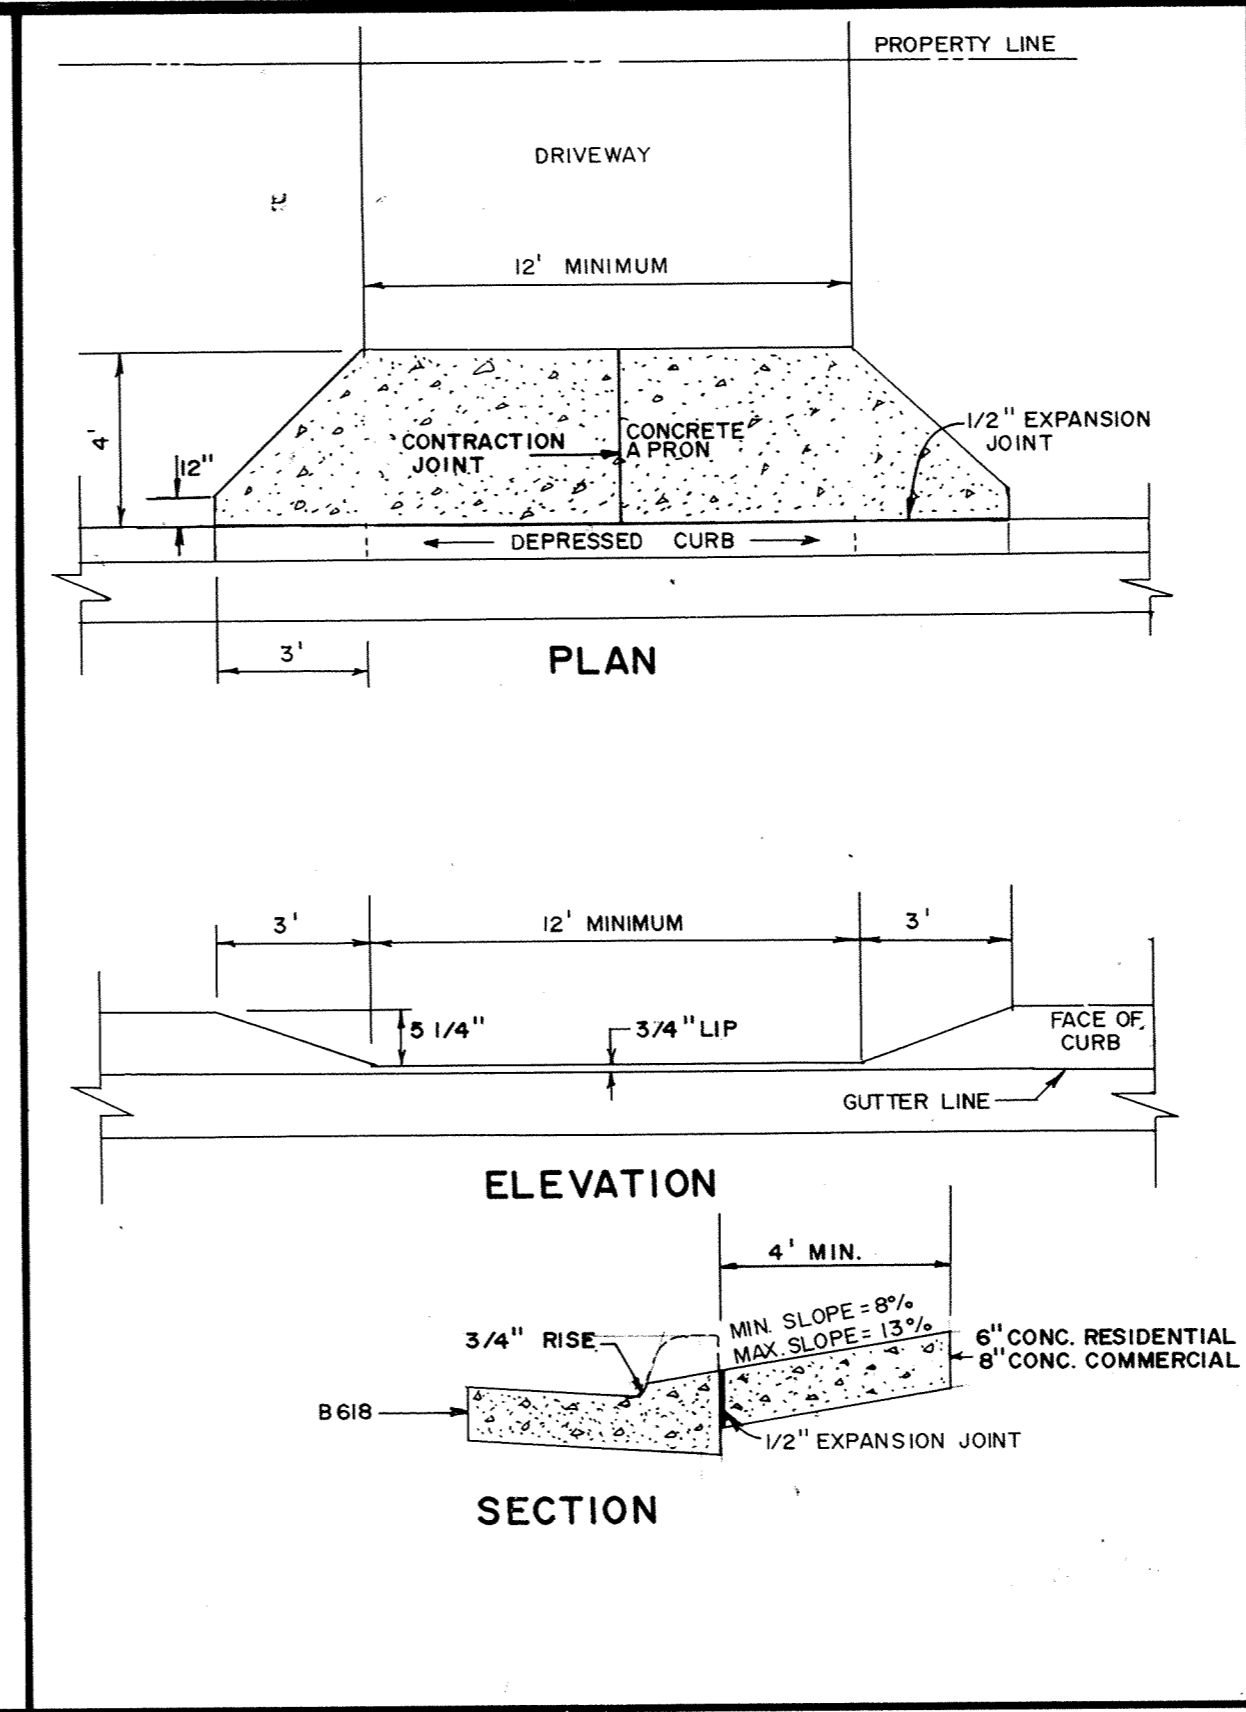 PROPERTY LINE
DRIVEWAY
12' MINIMUM
4'
12"
CONTRACTION
JOINT
CONCRETE
APRON
1/2" EXPANSION
JOINT
DEPRESSED CURB
3'
PLAN
3'
12' MINIMUM
3'
5 1/4"
3/4" LIP
FACE OF
CURB
GUTTER LINE
ELEVATION
4' MIN.
MIN. SLOPE = 8%
MAX. SLOPE = 13%
3/4" RISE
6" CONC. RESIDENTIAL
8" CONC. COMMERCIAL
B618
1/2" EXPANSION JOINT
SECTION